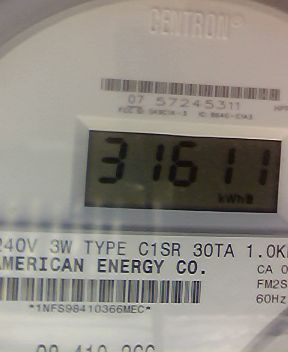 CENTRON®
07 57245311
31611
kWh
240V 3W TYPE C1SR 30TA 1.0K
AMERICAN ENERGY CO.
CA 0
FM2S
60Hz
*1NFS98410366MEC*